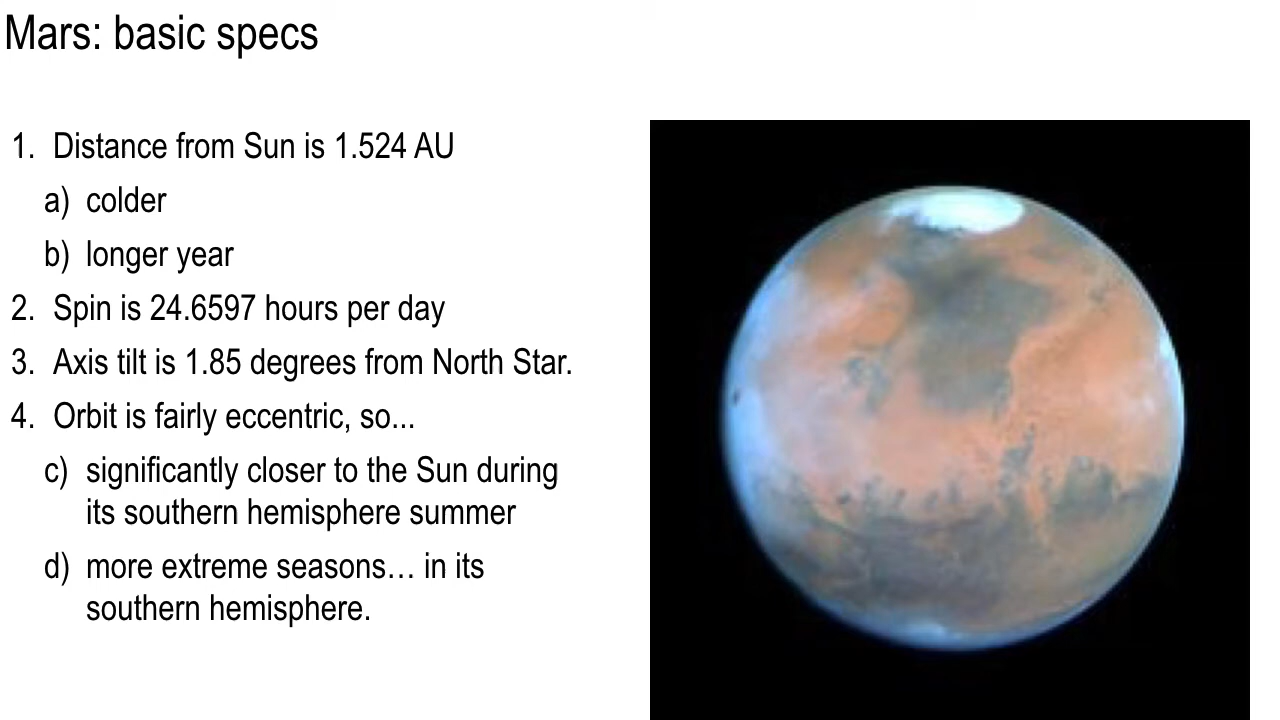 Mars: basic specs
1. Distance from Sun is 1.524 AU
a) colder
b) longer year
2. Spin is 24.6597 hours per day
3. Axis tilt is 1.85 degrees from North Star.
4. Orbit is fairly eccentric, so...
c) significantly closer to the Sun during
its southern hemisphere summer
d) more extreme seasons… in its
southern hemisphere.